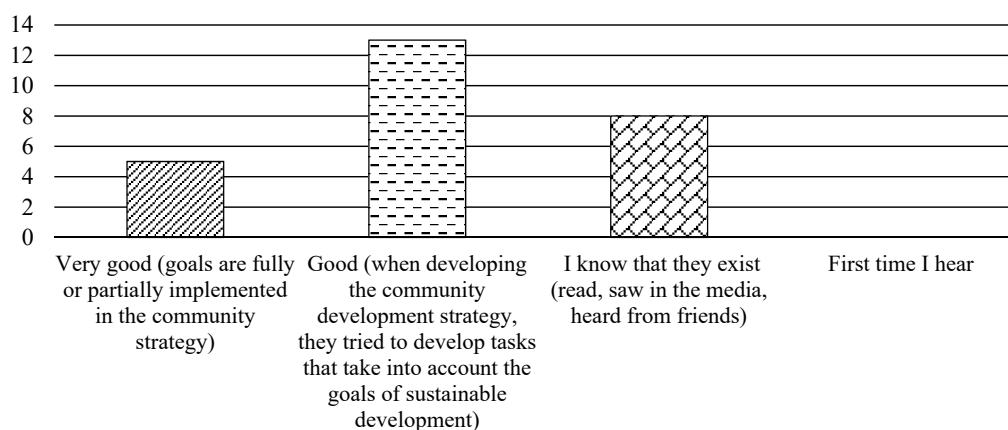 14
12
10
8
6
4
2
0
Very good (goals are fully
or partially implemented
in the community
strategy)
Good (when developing
the community
development strategy,
they tried to develop tasks
that take into account the
goals of sustainable
development)
I know that they exist
(read, saw in the media,
heard from friends)
First time I hear